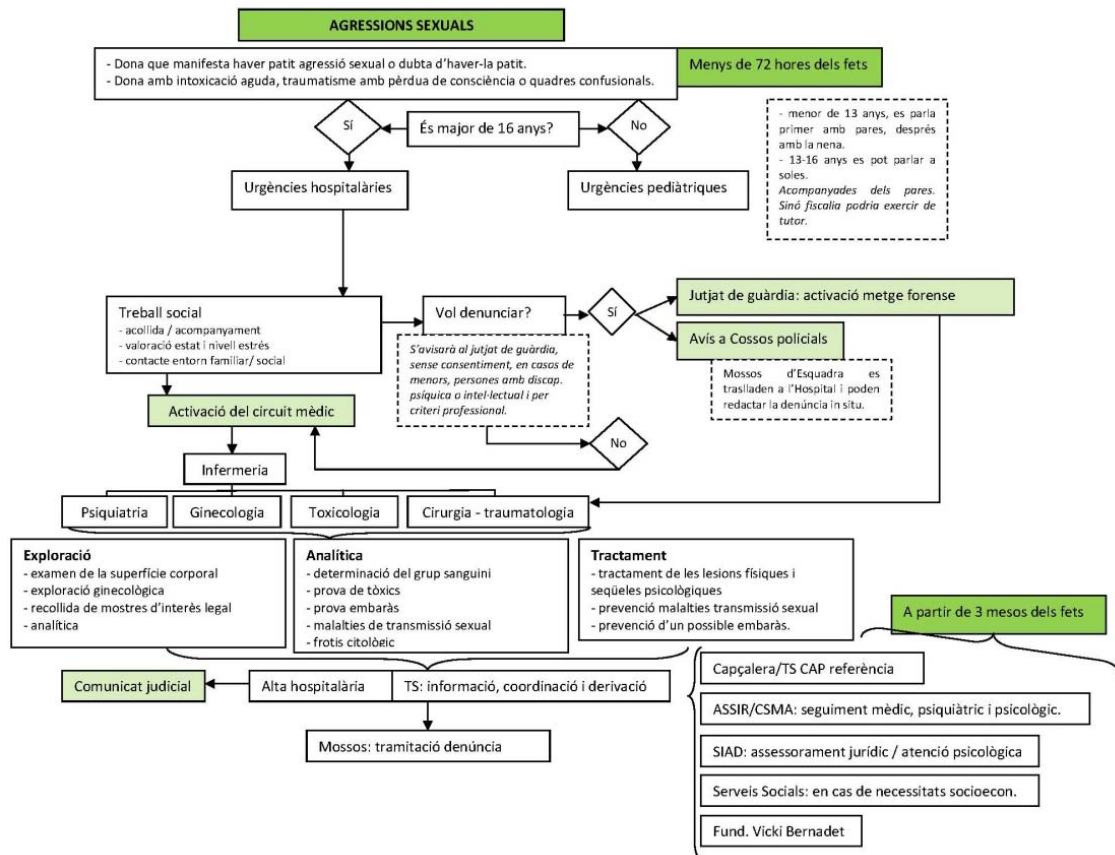 AGRESSIONS SEXUALS
- Dona que manifesta haver patit agressió sexual o dubta d'haver-la patit.
- Dona amb intoxicació aguda, traumatisme amb pèrdua de consciència o quadres confusionals.
Menys de 72 hores dels fets
Sí
És major de 16 anys?
No
- menor de 13 anys, es parla
primer amb pares, després
amb la nena.
- 13-16 anys es pot parlar a
soles.
Acompanyades dels pares.
Sinó fiscalia podria exercir de
tutor.
Urgències hospitalàries
Urgències pediàtriques
Treball social
- acollida / acompanyament
- valoració estat i nivell estrés
- contacte entorn familiar/ social
Vol denunciar?
Sí
Jutjat de guàrdia: activació metge forense
Avís a Cossos policials
S'avisarà al jutjat de guàrdia,
sense consentiment, en casos de
menors, persones amb discap.
psíquica o intel·lectual i per
criteri professional.
Mossos d'Esquadra es
traslladen a l'Hospital i poden
redactar la denúncia in situ.
Activació del circuit mèdic
No
Infermeria
Psiquiatria
Ginecologia
Toxicologia
Cirurgia - traumatologia
Exploració
- examen de la superfície corporal
- exploració ginecològica
- recollida de mostres d'interès legal
- analítica
Analítica
- determinació del grup sanguini
- prova de tòxics
- prova embaràs
- malalties de transmissió sexual
- frotis citològic
Tractament
- tractament de les lesions físiques i
seqüeles psicològiques
- prevenció malalties transmissió sexual
- prevenció d'un possible embaràs.
A partir de 3 mesos dels fets
Comunicat judicial
Alta hospitalària
TS: informació, coordinació i derivació
Mossos: tramitació denúncia
Capçalera/TS CAP referència
ASSIR/CSMA: seguiment mèdic, psiquiàtric i psicològic.
SIAD: assessorament jurídic / atenció psicològica
Serveis Socials: en cas de necessitats socioecon.
Fund. Vicki Bernadet